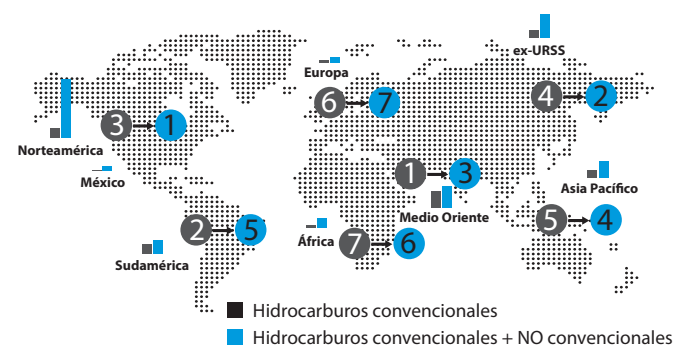 ex-URSS
Europa
4
2
6
7
3
1
Norteamérica
México
1
3
Asia Pacífico
Medio Oriente
5
4
2
5
África
7
6
Sudamérica
Hidrocarburos convencionales
Hidrocarburos convencionales + NO convencionales